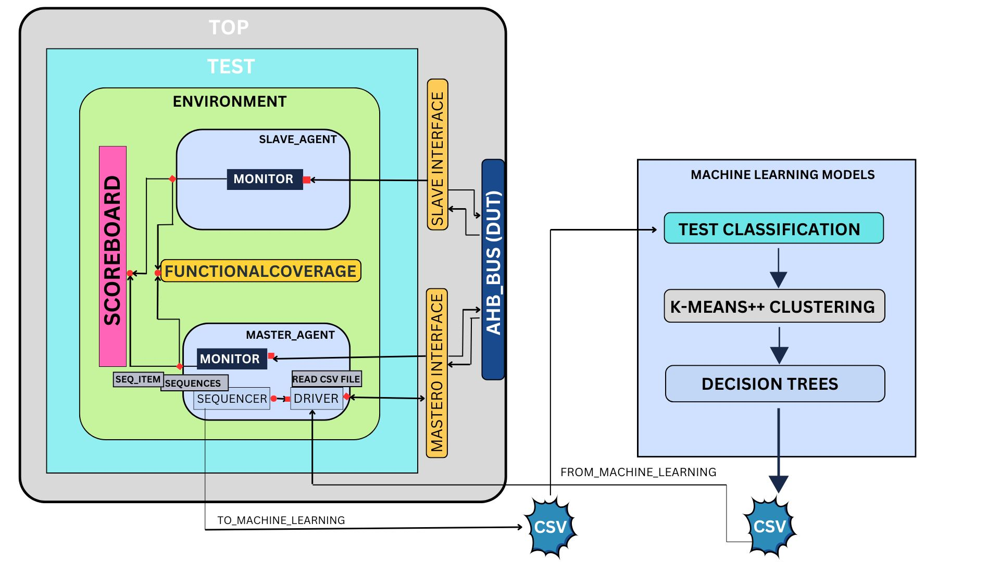 TOP
TEST
ENVIRONMENT
SLAVE_AGENT
MONITOR
SCOREBOARD
FUNCTIONALCOVERAGE
MASTER_AGENT
MONITOR
SEQ_ITEM
SEQUENCES
READ CSV FILE
SEQUENCER
DRIVER
SLAVE INTERFACE
MASTERO INTERFACE
AHB_BUS (DUT)
MACHINE LEARNING MODELS
TEST CLASSIFICATION
K-MEANS++ CLUSTERING
DECISION TREES
FROM_MACHINE_LEARNING
TO_MACHINE_LEARNING
CSV
CSV